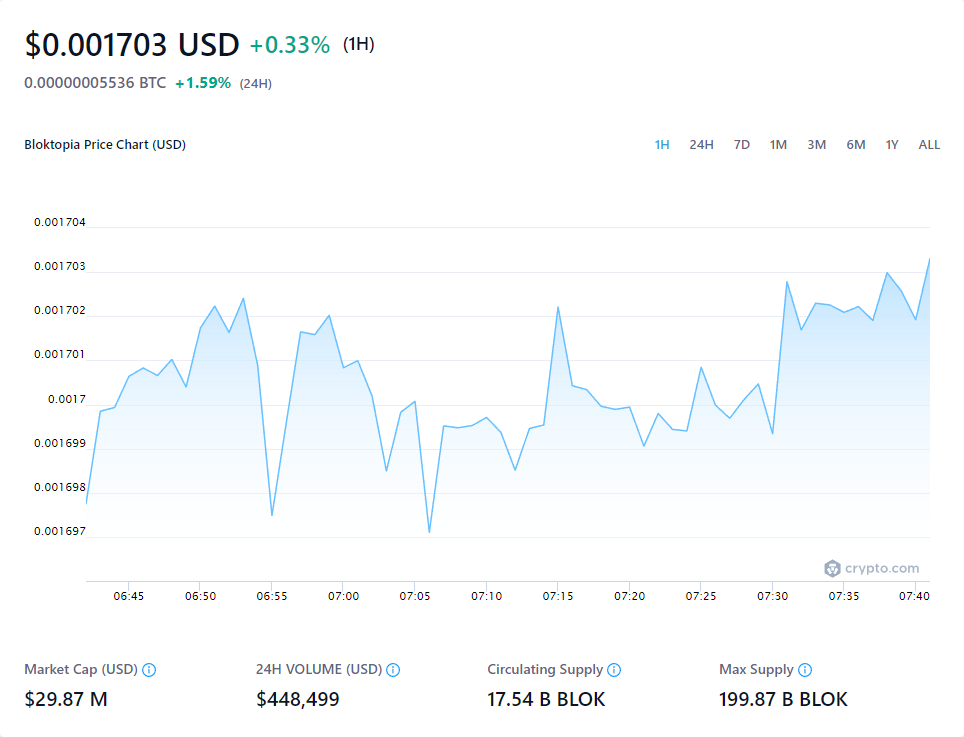 $0.001703 USD +0.33% (1H)
0.00000005536 BTC +1.59% (24H)
Bloktopia Price Chart (USD) 1H 24H 7D 1M 3M 6M 1Y ALL
0.001704
0.001703
0.001702
0.001701
0.0017
0.001699
0.001698
0.001697
crypto.com
06:45 06:50 06:55 07:00 07:05 07:10 07:15 07:20 07:25 07:30 07:35 07:40
Market Cap (USD) 24H VOLUME (USD) Circulating Supply Max Supply
$29.87 M $448,499 17.54 B BLOK 199.87 B BLOK